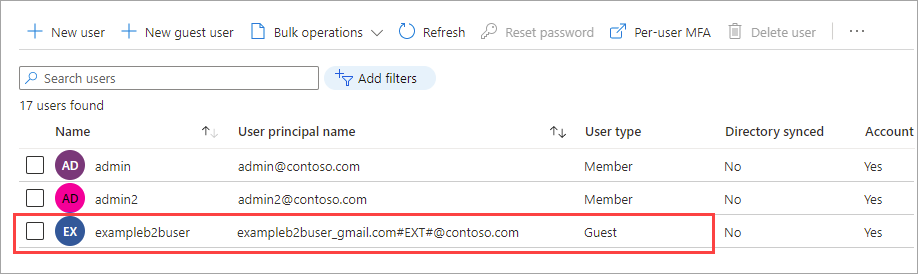 New user New guest user Bulk operations Refresh Reset password Per-user MFA Delete user ...
Search users Add filters
17 users found
Name User principal name User type Directory synced Account
AD admin admin@contoso.com Member No Yes
AD admin2 admin2@contoso.com Member No Yes
EX exampleb2buser exampleb2buser_gmail.com#EXT#@contoso.com Guest No Yes